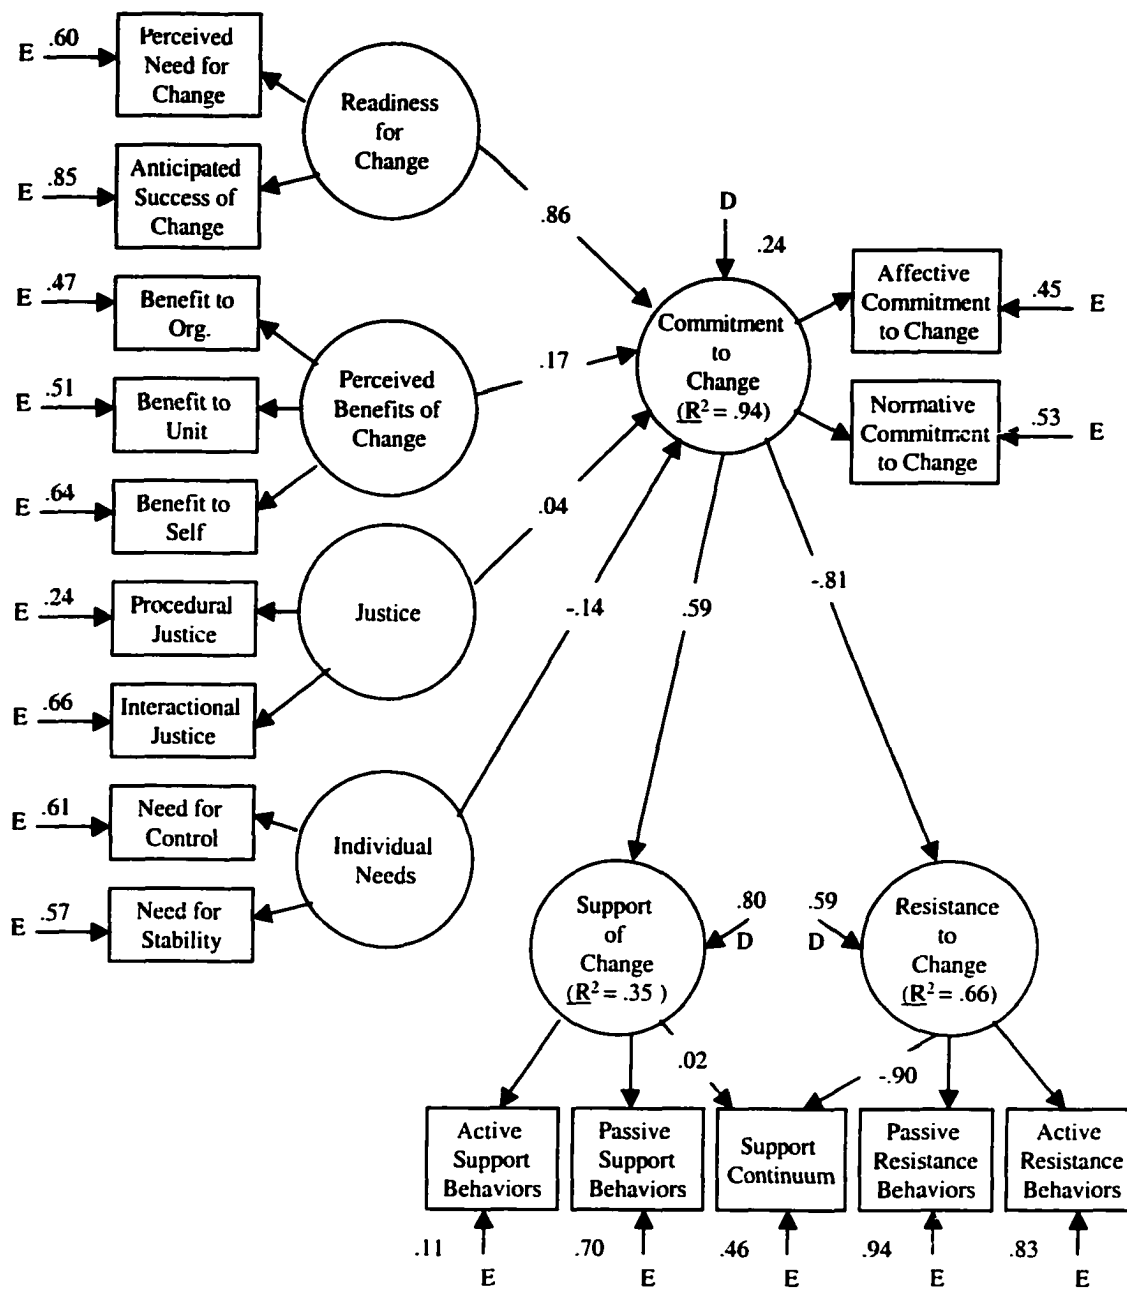 E .60
Perceived
Need for
Change
Readiness
for
Change
E .85
Anticipated
Success of
Change
.86
D
.24
E .47
Benefit to
Org.
Affective
Commitment
to Change
.45 E
Commitment
to
Change
(R² = .94)
.17
E .51
Benefit to
Unit
Perceived
Benefits of
Change
Normative
Commitment
to Change
.53 E
E .64
Benefit to
Self
.04
E .24
Procedural
Justice
Justice
-.14
.59
-.81
E .66
Interactional
Justice
E .61
Need for
Control
Individual
Needs
E .57
Need for
Stability
Support
of
Change
(R² = .35 )
.80
D
.59
D
Resistance
to
Change
(R² = .66)
.02
-.90
Active
Support
Behaviors
Passive
Support
Behaviors
Support
Continuum
Passive
Resistance
Behaviors
Active
Resistance
Behaviors
.11 E
.70 E
.46 E
.94 E
.83 E